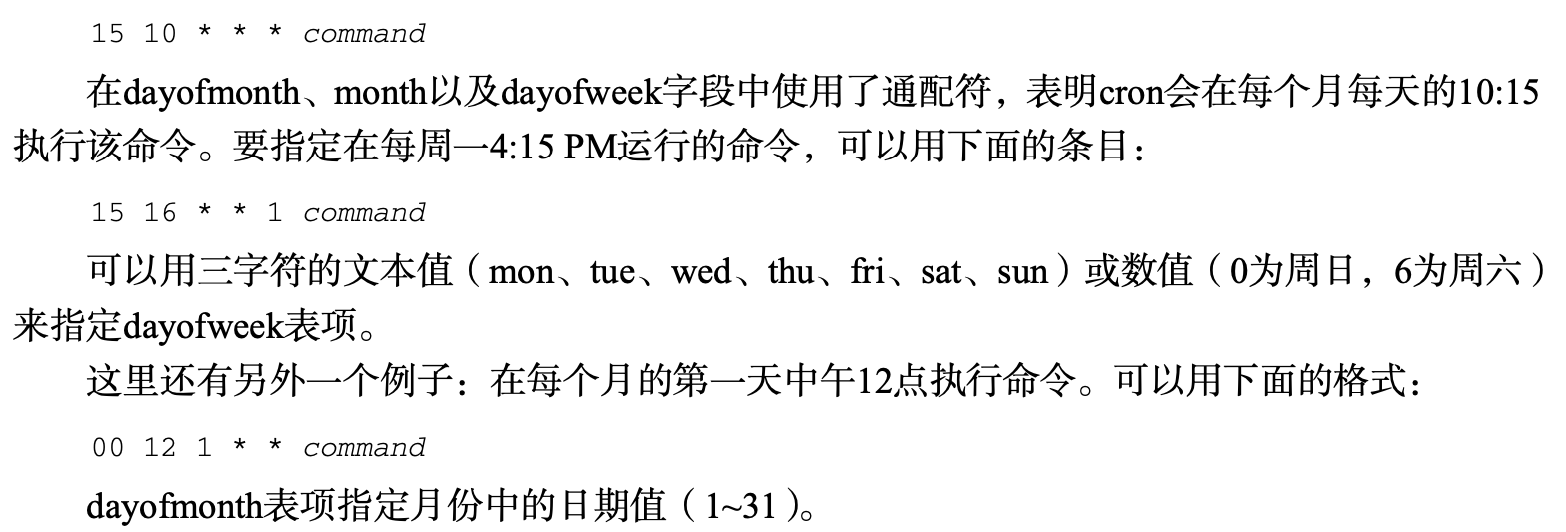 15 10 * * * command
在dayofmonth、month以及dayofweek字段中使用了通配符，表明cron会在每个月每天的10:15
执行该命令。要指定在每周一4:15 PM运行的命令，可以用下面的条目：
15 16 * * 1 command
可以用三字符的文本值（mon、tue、wed、thu、fri、sat、sun）或数值（0为周日，6为周六）
来指定dayofweek表项。
这里还有另外一个例子：在每个月的第一天中午12点执行命令。可以用下面的格式：
00 12 1 * * command
dayofmonth表项指定月份中的日期值（1~31）。